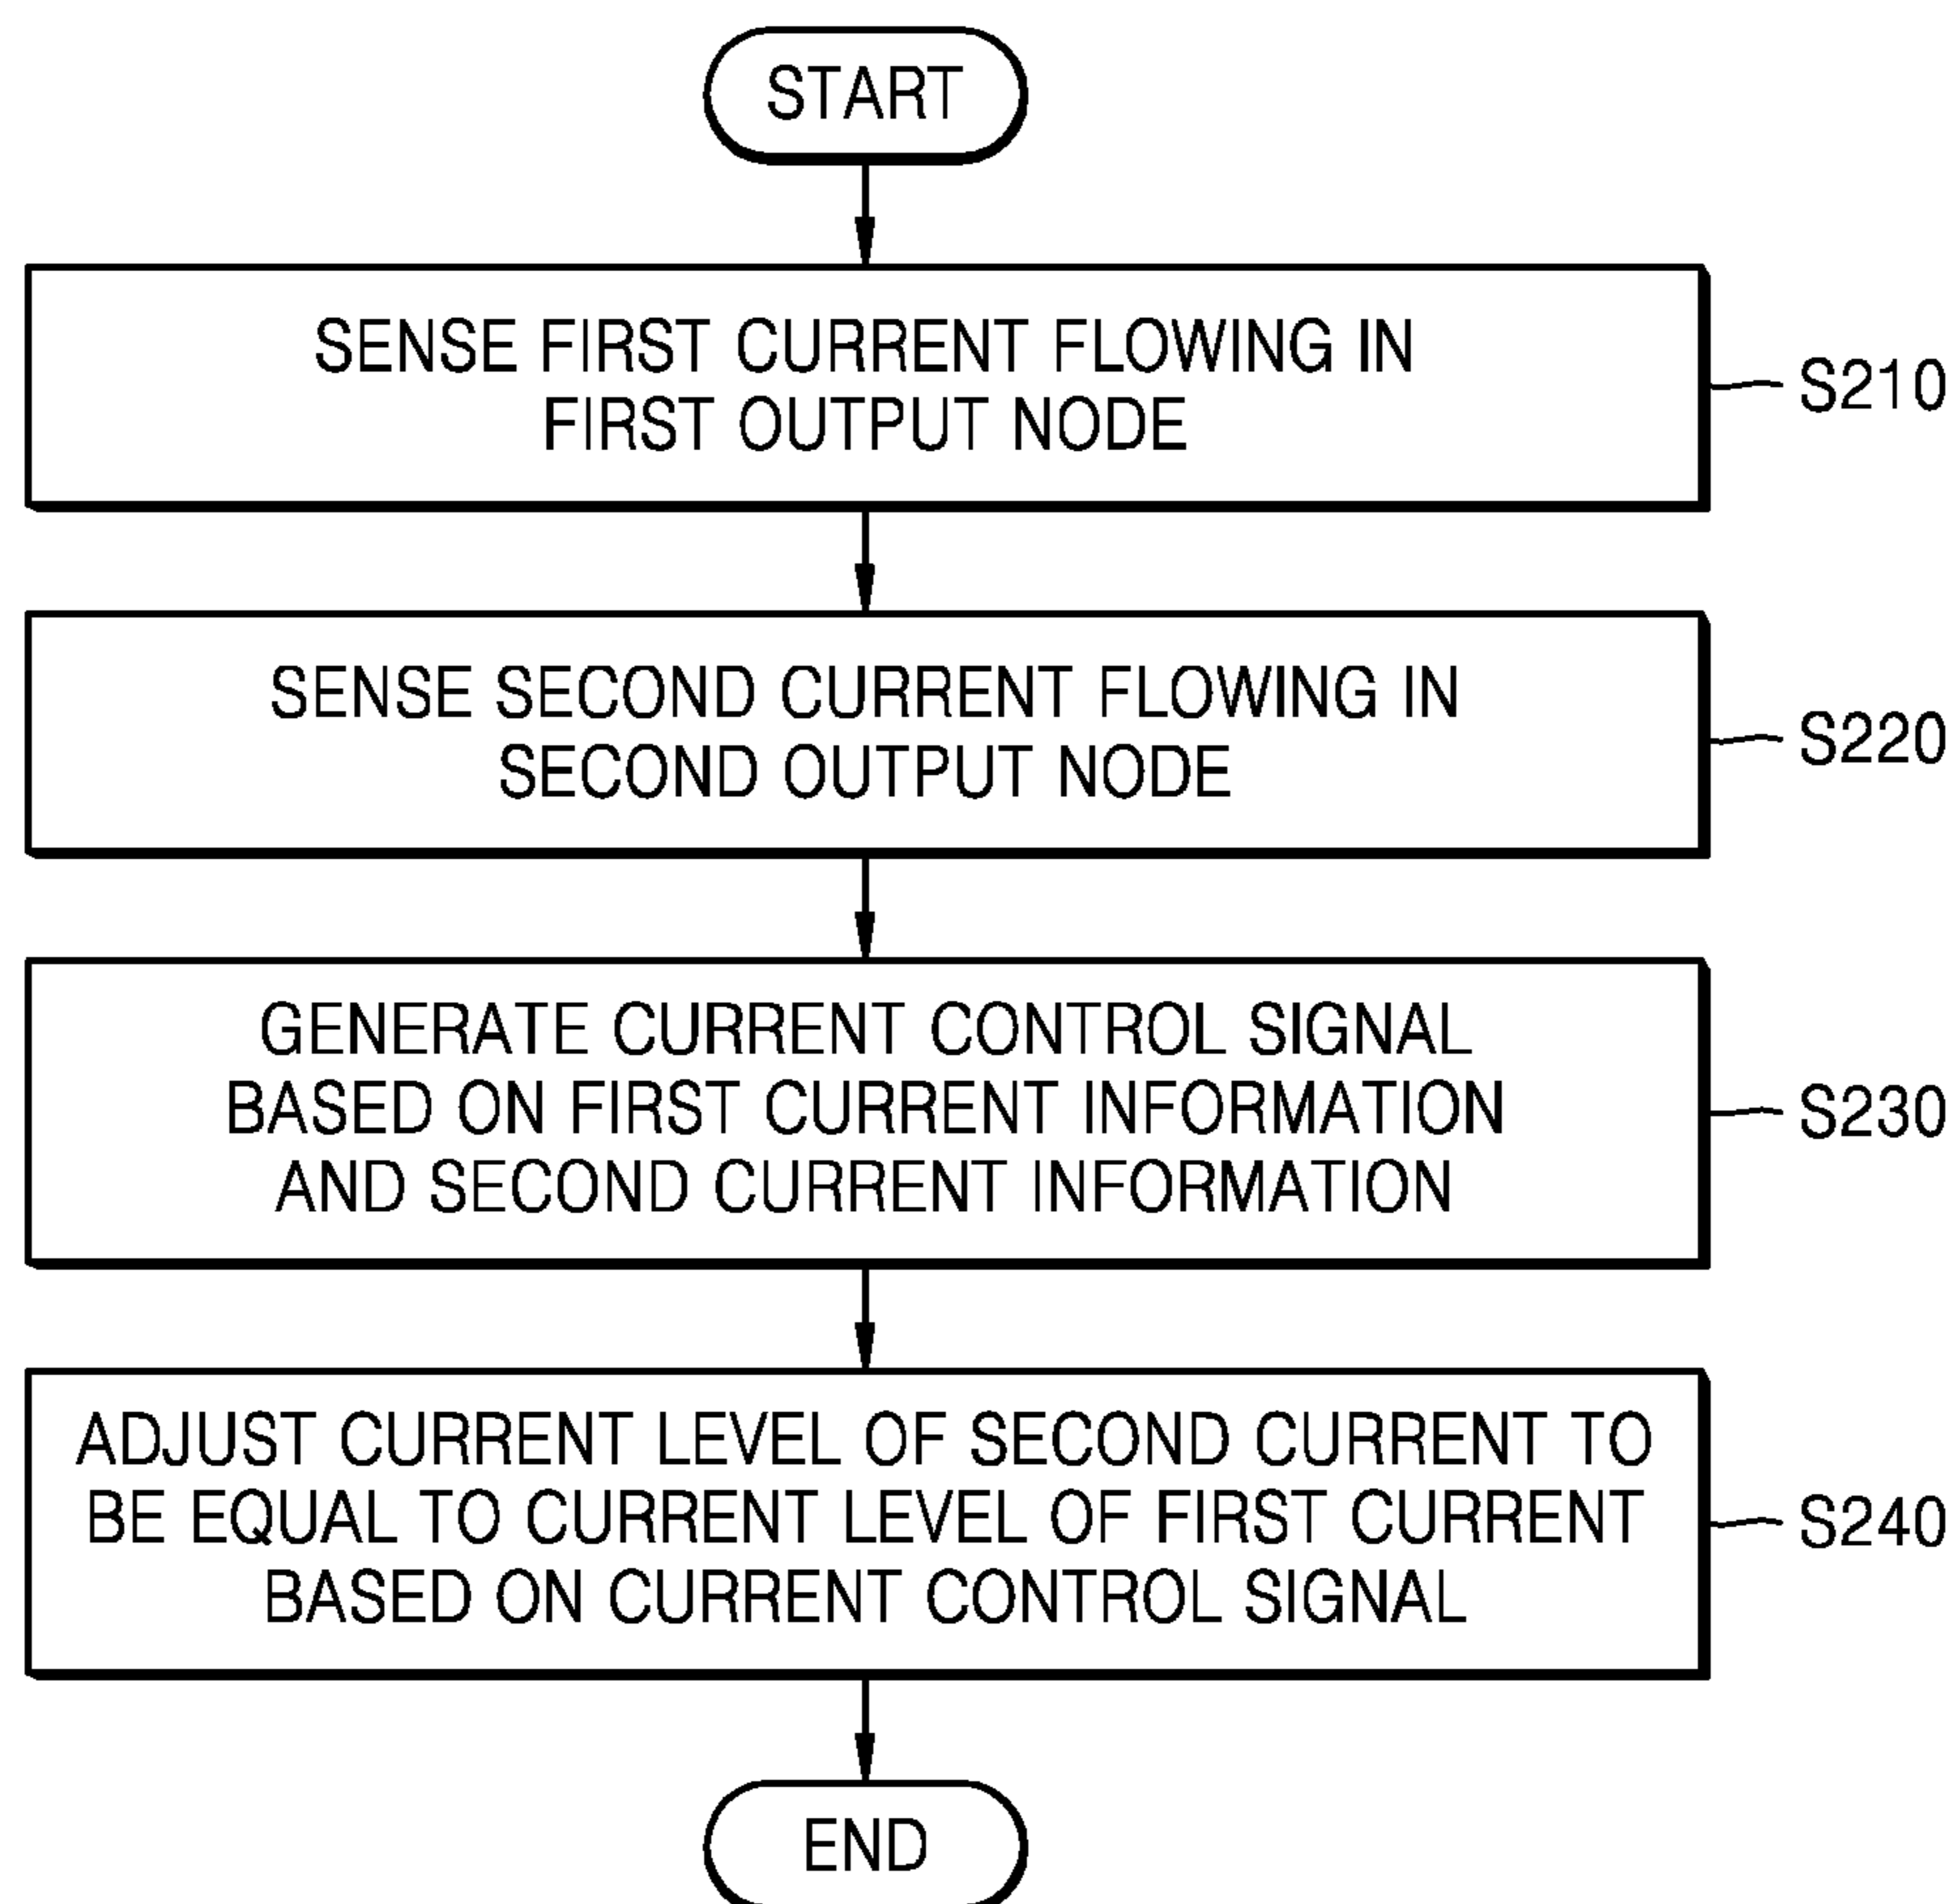 START
SENSE FIRST CURRENT FLOWING IN
FIRST OUTPUT NODE
S210
SENSE SECOND CURRENT FLOWING IN
SECOND OUTPUT NODE
S220
GENERATE CURRENT CONTROL SIGNAL
BASED ON FIRST CURRENT INFORMATION
AND SECOND CURRENT INFORMATION
S230
ADJUST CURRENT LEVEL OF SECOND CURRENT TO
BE EQUAL TO CURRENT LEVEL OF FIRST CURRENT
BASED ON CURRENT CONTROL SIGNAL
S240
END